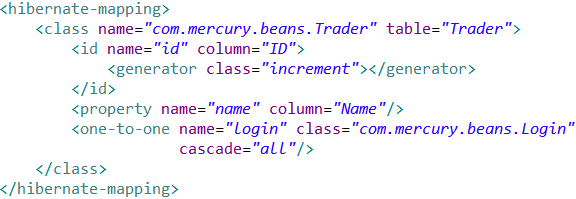 <hibernate-mapping>
    <class name="com.mercury.beans.Trader" table="Trader">
        <id name="id" column="ID">
            <generator class="increment"></generator>
        </id>
        <property name="name" column="Name"/>
        <one-to-one name="login" class="com.mercury.beans.Login"
                    cascade="all"/>
    </class>
</hibernate-mapping>